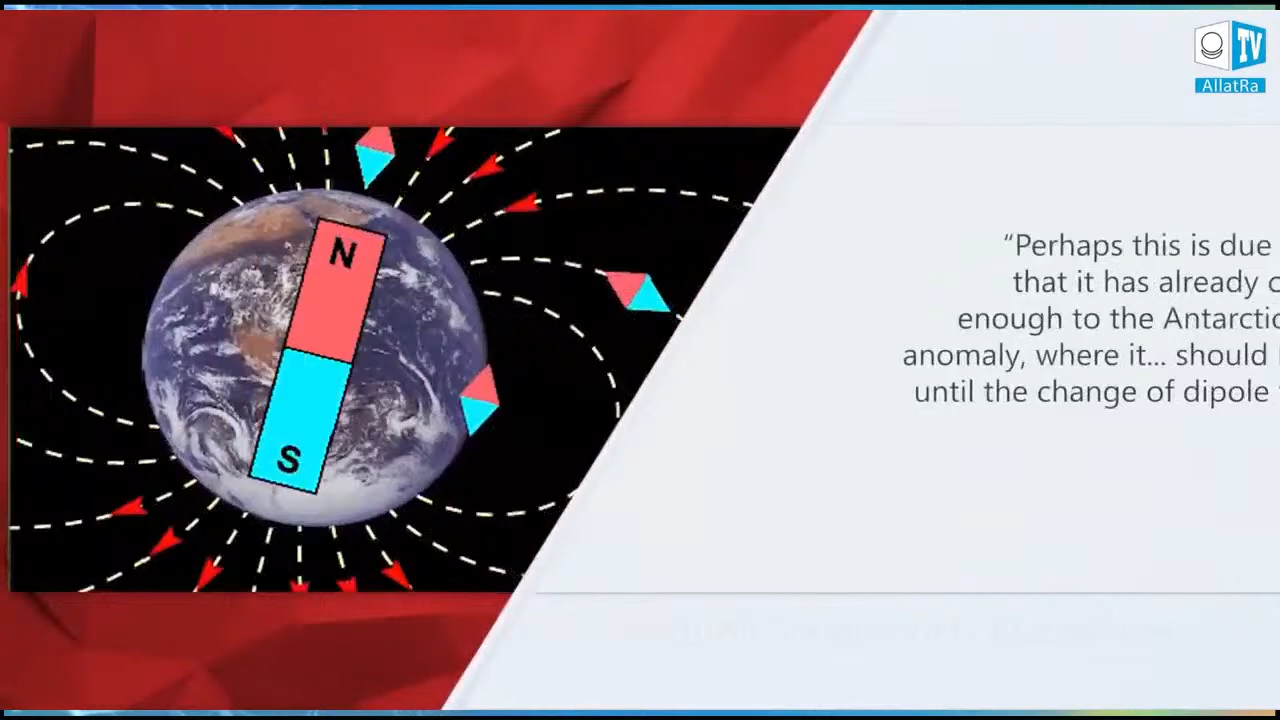 TV
AllatRa
N
S
“Perhaps this is due
that it has already
enough to the
anomaly, where it... should
until the change of dipole